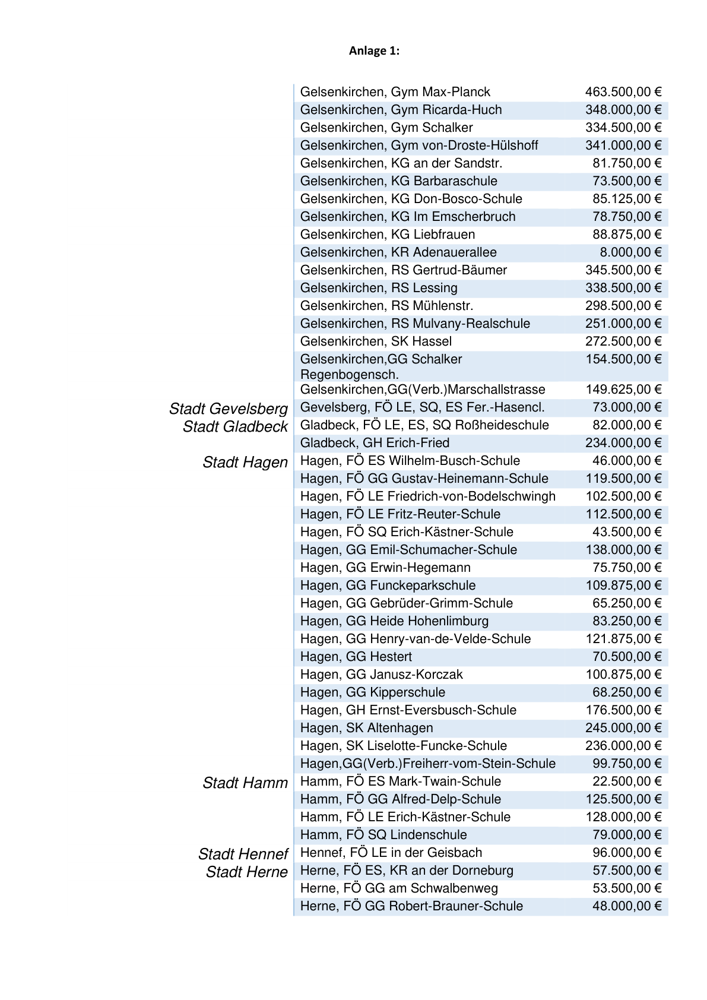 Anlage 1:
Gelsenkirchen, Gym Max-Planck 463.500,00 €
Gelsenkirchen, Gym Ricarda-Huch 348.000,00 €
Gelsenkirchen, Gym Schalker 334.500,00 €
Gelsenkirchen, Gym von-Droste-Hülshoff 341.000,00 €
Gelsenkirchen, KG an der Sandstr. 81.750,00 €
Gelsenkirchen, KG Barbaraschule 73.500,00 €
Gelsenkirchen, KG Don-Bosco-Schule 85.125,00 €
Gelsenkirchen, KG Im Emscherbruch 78.750,00 €
Gelsenkirchen, KG Liebfrauen 88.875,00 €
Gelsenkirchen, KR Adenauerallee 8.000,00 €
Gelsenkirchen, RS Gertrud-Bäumer 345.500,00 €
Gelsenkirchen, RS Lessing 338.500,00 €
Gelsenkirchen, RS Mühlenstr. 298.500,00 €
Gelsenkirchen, RS Mulvany-Realschule 251.000,00 €
Gelsenkirchen, SK Hassel 272.500,00 €
Gelsenkirchen,GG Schalker 154.500,00 €
Regenbogensch.
Gelsenkirchen,GG(Verb.)Marschallstrasse 149.625,00 €
Stadt Gevelsberg Gevelsberg, FÖ LE, SQ, ES Fer.-Hasencl. 73.000,00 €
Stadt Gladbeck Gladbeck, FÖ LE, ES, SQ Roßheideschule 82.000,00 €
Gladbeck, GH Erich-Fried 234.000,00 €
Stadt Hagen Hagen, FÖ ES Wilhelm-Busch-Schule 46.000,00 €
Hagen, FÖ GG Gustav-Heinemann-Schule 119.500,00 €
Hagen, FÖ LE Friedrich-von-Bodelschwingh 102.500,00 €
Hagen, FÖ LE Fritz-Reuter-Schule 112.500,00 €
Hagen, FÖ SQ Erich-Kästner-Schule 43.500,00 €
Hagen, GG Emil-Schumacher-Schule 138.000,00 €
Hagen, GG Erwin-Hegemann 75.750,00 €
Hagen, GG Funckeparkschule 109.875,00 €
Hagen, GG Gebrüder-Grimm-Schule 65.250,00 €
Hagen, GG Heide Hohenlimburg 83.250,00 €
Hagen, GG Henry-van-de-Velde-Schule 121.875,00 €
Hagen, GG Hestert 70.500,00 €
Hagen, GG Janusz-Korczak 100.875,00 €
Hagen, GG Kipperschule 68.250,00 €
Hagen, GH Ernst-Eversbusch-Schule 176.500,00 €
Hagen, SK Altenhagen 245.000,00 €
Hagen, SK Liselotte-Funcke-Schule 236.000,00 €
Hagen,GG(Verb.)Freiherr-vom-Stein-Schule 99.750,00 €
Stadt Hamm Hamm, FÖ ES Mark-Twain-Schule 22.500,00 €
Hamm, FÖ GG Alfred-Delp-Schule 125.500,00 €
Hamm, FÖ LE Erich-Kästner-Schule 128.000,00 €
Hamm, FÖ SQ Lindenschule 79.000,00 €
Stadt Hennef Hennef, FÖ LE in der Geisbach 96.000,00 €
Stadt Herne Herne, FÖ ES, KR an der Dorneburg 57.500,00 €
Herne, FÖ GG am Schwalbenweg 53.500,00 €
Herne, FÖ GG Robert-Brauner-Schule 48.000,00 €